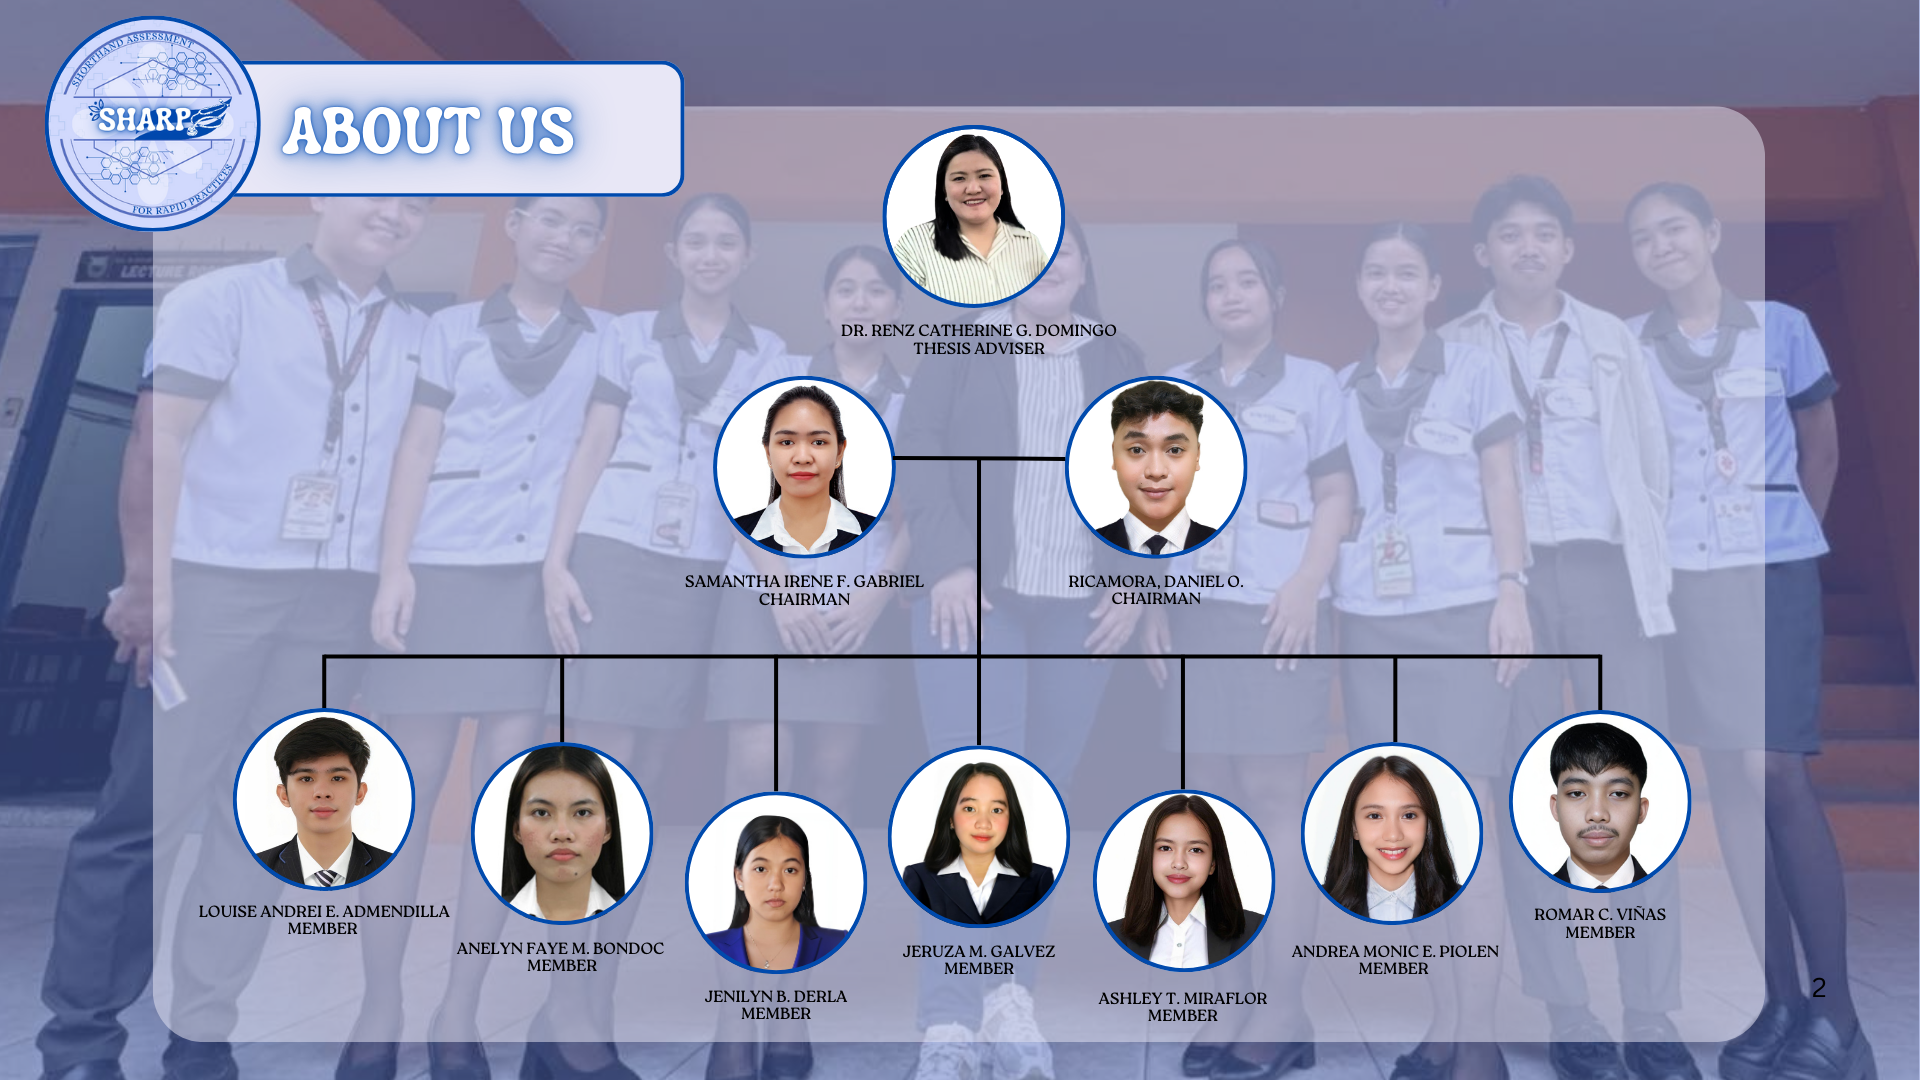 SHORTHAND ASSESSMENT
SHARP
FOR RAPID PRACTICES
ABOUT US
DR. RENZ CATHERINE G. DOMINGO
THESIS ADVISER
SAMANTHA IRENE F. GABRIEL
CHAIRMAN
RICAMORA, DANIEL O.
CHAIRMAN
LOUISE ANDREI E. ADMENDILLA
MEMBER
ANELYN FAYE M. BONDOC
MEMBER
JENILYN B. DERLA
MEMBER
JERUZA M. GALVEZ
MEMBER
ASHLEY T. MIRAFLOR
MEMBER
ANDREA MONIC E. PIOLEN
MEMBER
ROMAR C. VIÑAS
MEMBER
LECTURE
2